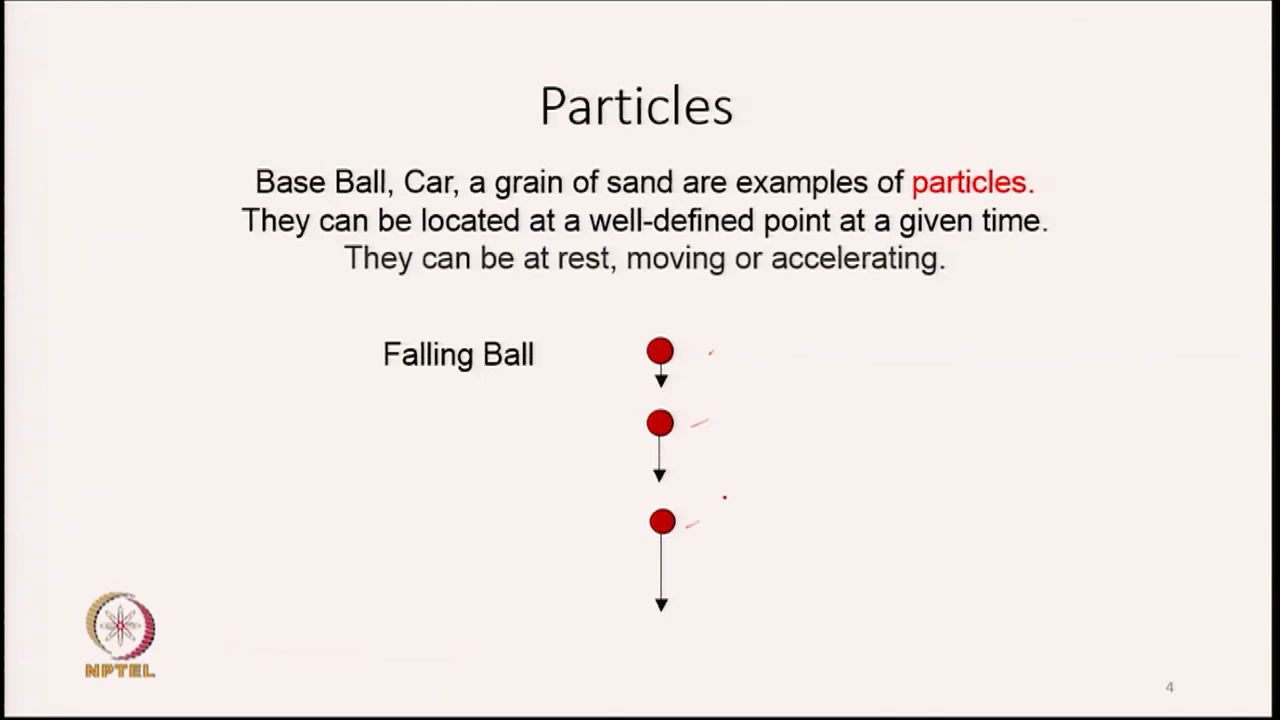 Particles
Base Ball, Car, a grain of sand are examples of particles.
They can be located at a well-defined point at a given time.
They can be at rest, moving or accelerating.
Falling Ball
NPTEL
4